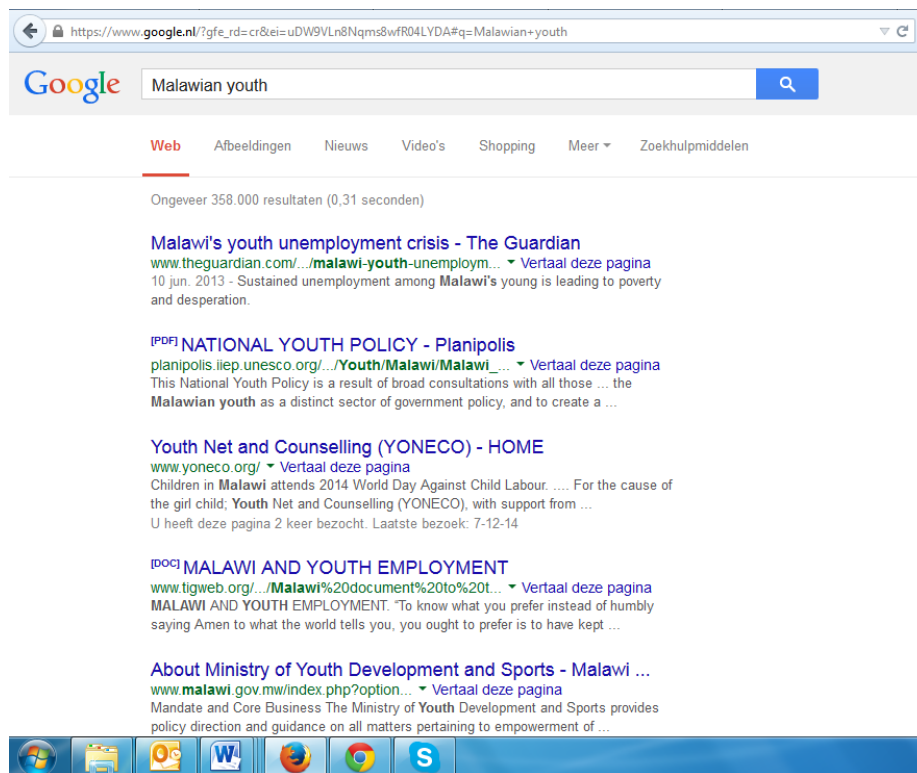 https://www.google.nl/?gfe_rd=cr&ei=uDW9VLn8Nqms8wfR04LYDA#q=Malawian+youth
Google Malawian youth
Web Afbeeldingen Nieuws Video's Shopping Meer Zoekhulpmiddelen
Ongeveer 358.000 resultaten (0,31 seconden)
Malawi's youth unemployment crisis - The Guardian
www.theguardian.com/.../malawi-youth-unemploym... Vertaal deze pagina
10 jun. 2013 - Sustained unemployment among Malawi's young is leading to poverty
and desperation.
[PDF] NATIONAL YOUTH POLICY - Planipolis
planipolis.iiep.unesco.org/.../Youth/Malawi/Malawi_... Vertaal deze pagina
This National Youth Policy is a result of broad consultations with all those ... the
Malawian youth as a distinct sector of government policy, and to create a ...
Youth Net and Counselling (YONECO) - HOME
www.yoneco.org/ Vertaal deze pagina
Children in Malawi attends 2014 World Day Against Child Labour. .... For the cause of
the girl child; Youth Net and Counselling (YONECO), with support from ...
U heeft deze pagina 2 keer bezocht. Laatste bezoek: 7-12-14
[DOC] MALAWI AND YOUTH EMPLOYMENT
www.tigweb.org/.../Malawi%20document%20to%20t... Vertaal deze pagina
MALAWI AND YOUTH EMPLOYMENT. “To know what you prefer instead of humbly
saying Amen to what the world tells you, you ought to prefer is to have kept ...
About Ministry of Youth Development and Sports - Malawi ...
www.malawi.gov.mw/index.php?option... Vertaal deze pagina
Mandate and Core Business The Ministry of Youth Development and Sports provides
policy direction and guidance on all matters pertaining to empowerment of ...